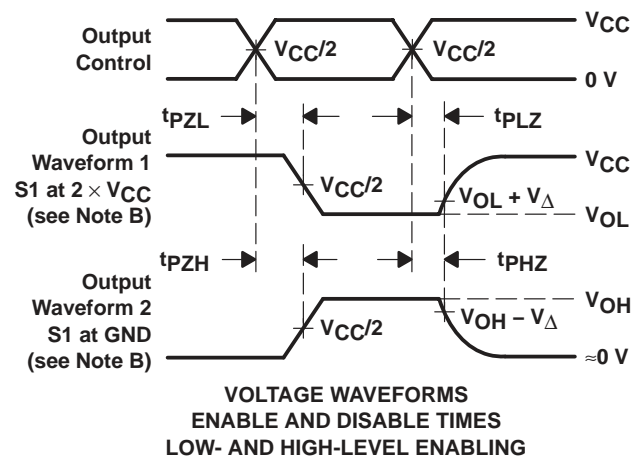 Output
Control
VCC/2
VCC/2
VCC
0 V
tPZL
tPLZ
Output
Waveform 1
S1 at 2 × VCC
(see Note B)
VCC/2
VCC
VOL + VΔ
VOL
tPZH
tPHZ
Output
Waveform 2
S1 at GND
(see Note B)
VCC/2
VOH
VOH − VΔ
≈0 V
VOLTAGE WAVEFORMS
ENABLE AND DISABLE TIMES
LOW- AND HIGH-LEVEL ENABLING